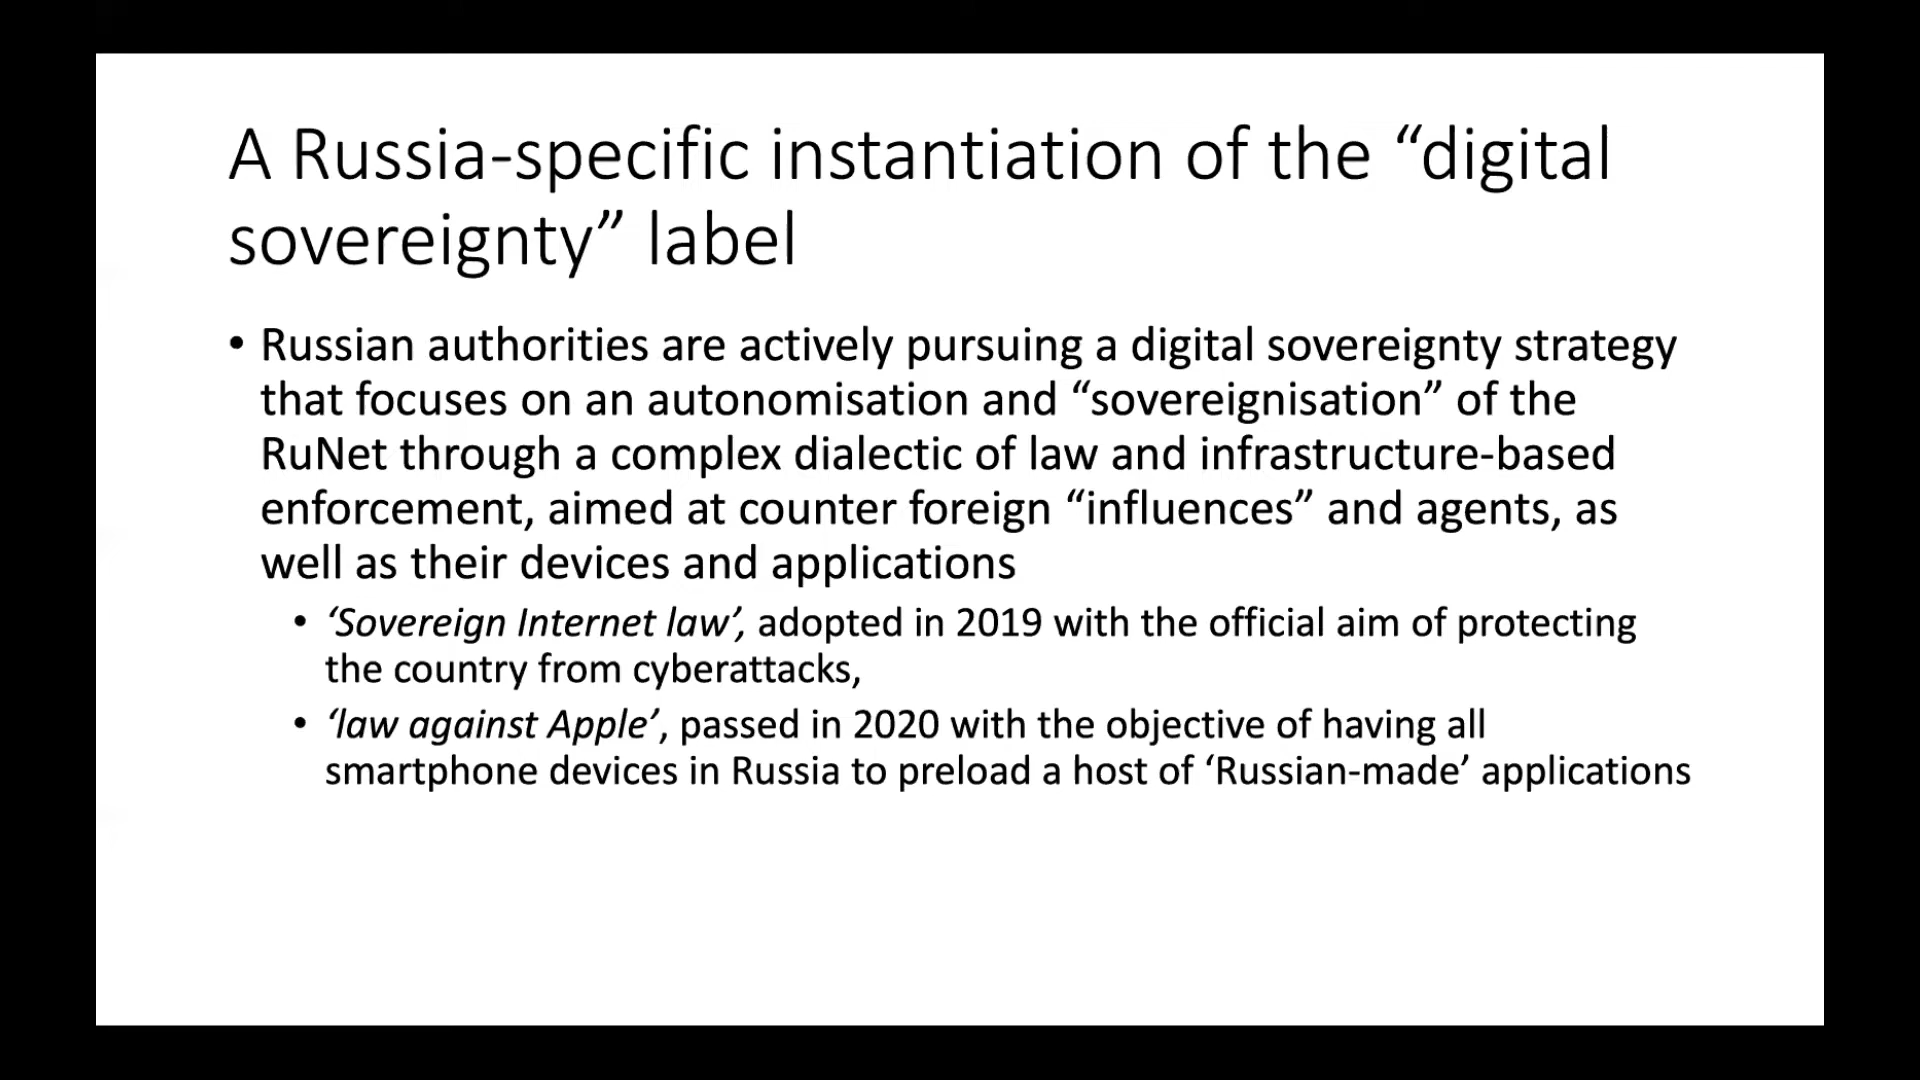 A Russia-specific instantiation of the “digital
sovereignty” label
• Russian authorities are actively pursuing a digital sovereignty strategy
that focuses on an autonomisation and “sovereignisation” of the
RuNet through a complex dialectic of law and infrastructure-based
enforcement, aimed at counter foreign “influences” and agents, as
well as their devices and applications
• ‘Sovereign Internet law’, adopted in 2019 with the official aim of protecting
the country from cyberattacks,
• ‘law against Apple’, passed in 2020 with the objective of having all
smartphone devices in Russia to preload a host of ‘Russian-made’ applications